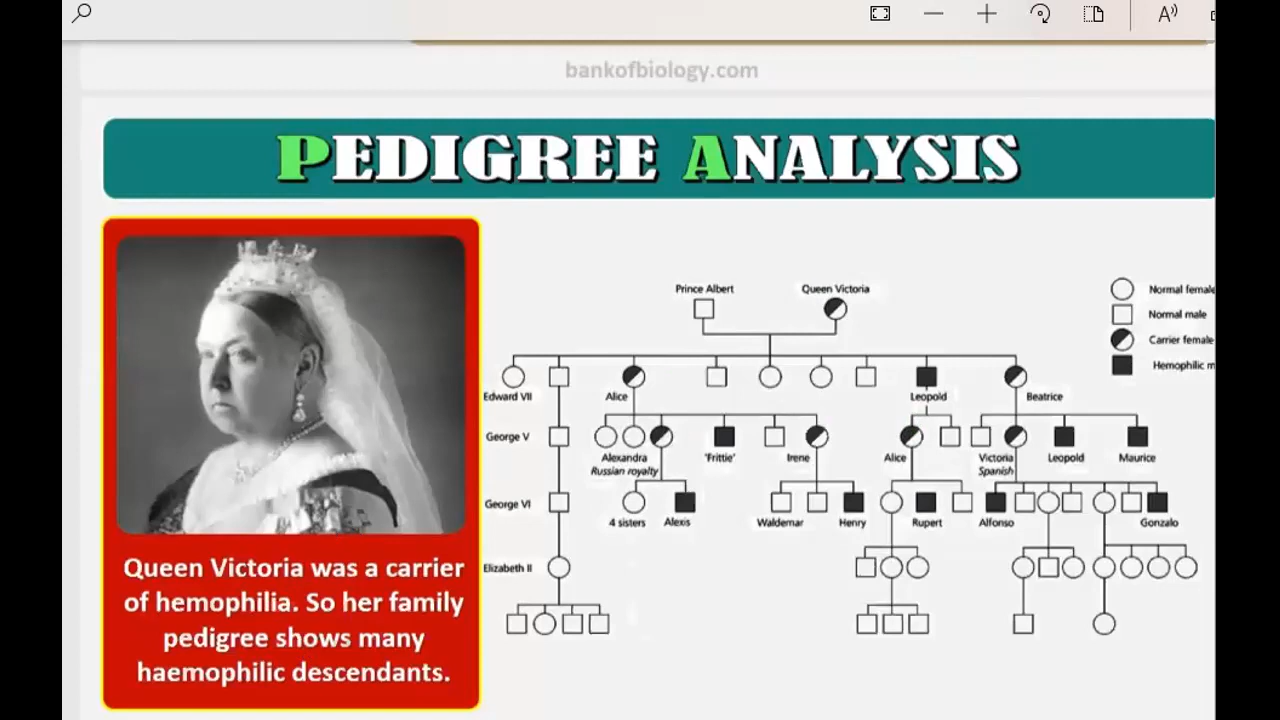 bankofbiology.com
PEDIGREE ANALYSIS
Prince Albert
Queen Victoria
Normal female
Normal male
Carrier female
Hemophilic m
Edward VII
Alice
Leopold
Beatrice
George V
Alexandra
Russian royalty
'Frittie'
Irene
Alice
Victoria
Spanish
Leopold
Maurice
George VI
4 sisters
Alexis
Waldemar
Henry
Rupert
Alfonso
Gonzalo
Elizabeth II
Queen Victoria was a carrier
of hemophilia. So her family
pedigree shows many
haemophilic descendants.